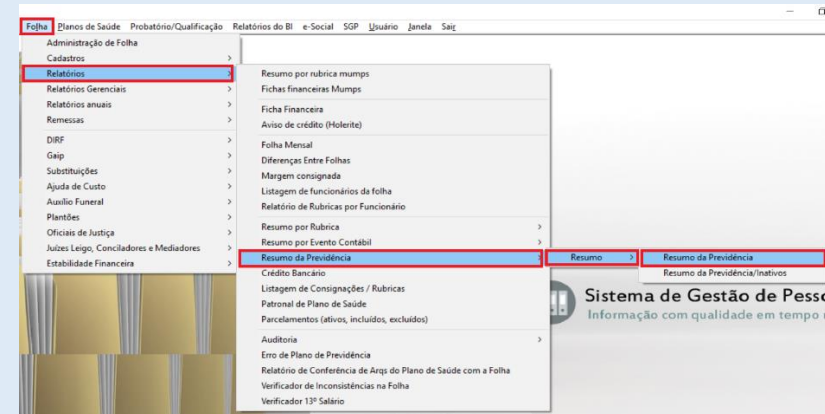 Folha Planos de Saúde Probatório/Qualificação Relatórios do BI e-Social SGP Usuário Janela Sair
Administração de Folha
Cadastros
Relatórios
Relatórios Gerenciais
Relatórios anuais
Remessas
DIRF
Gaip
Substituições
Ajuda de Custo
Auxílio Funeral
Plantões
Oficiais de Justiça
Juízes Leigo, Conciladores e Mediadores
Estabilidade Financeira
Resumo por rubrica mumps
Fichas financeiras Mumps
Ficha Financeira
Aviso de crédito (Holerite)
Folha Mensal
Diferenças Entre Folhas
Margem consignada
Listagem de funcionários da folha
Relatório de Rubricas por Funcionário
Resumo por Rubrica
Resumo por Evento Contábil
Resumo da Previdência
Crédito Bancário
Listagem de Consignações / Rubricas
Patronal de Plano de Saúde
Parcelamentos (ativos, incluídos, excluídos)
Auditoria
Erro de Plano de Previdência
Relatório de Conferência de Arqs do Plano de Saúde com a Folha
Verificador de Inconsistências na Folha
Verificador 13º Salário
Resumo
Resumo da Previdência
Resumo da Previdência/Inativos
Sistema de Gestão de Pesso
Informação com qualidade em tempo